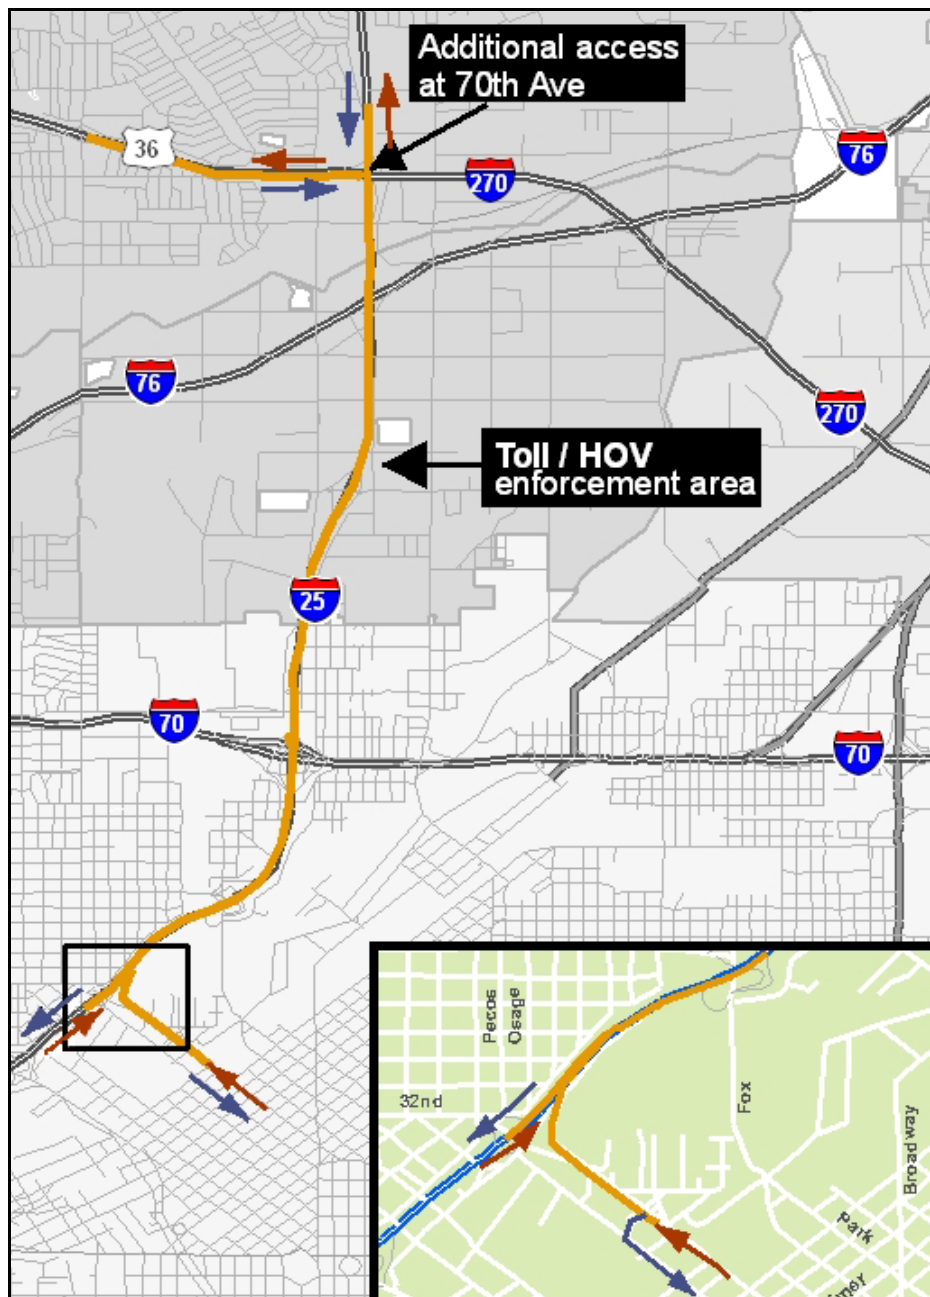 Additional access
at 70th Ave
36
76
270
76
270
Toll / HOV
enforcement area
25
70
70
Pecos
Osage
32nd
Fox
Broadway
Park